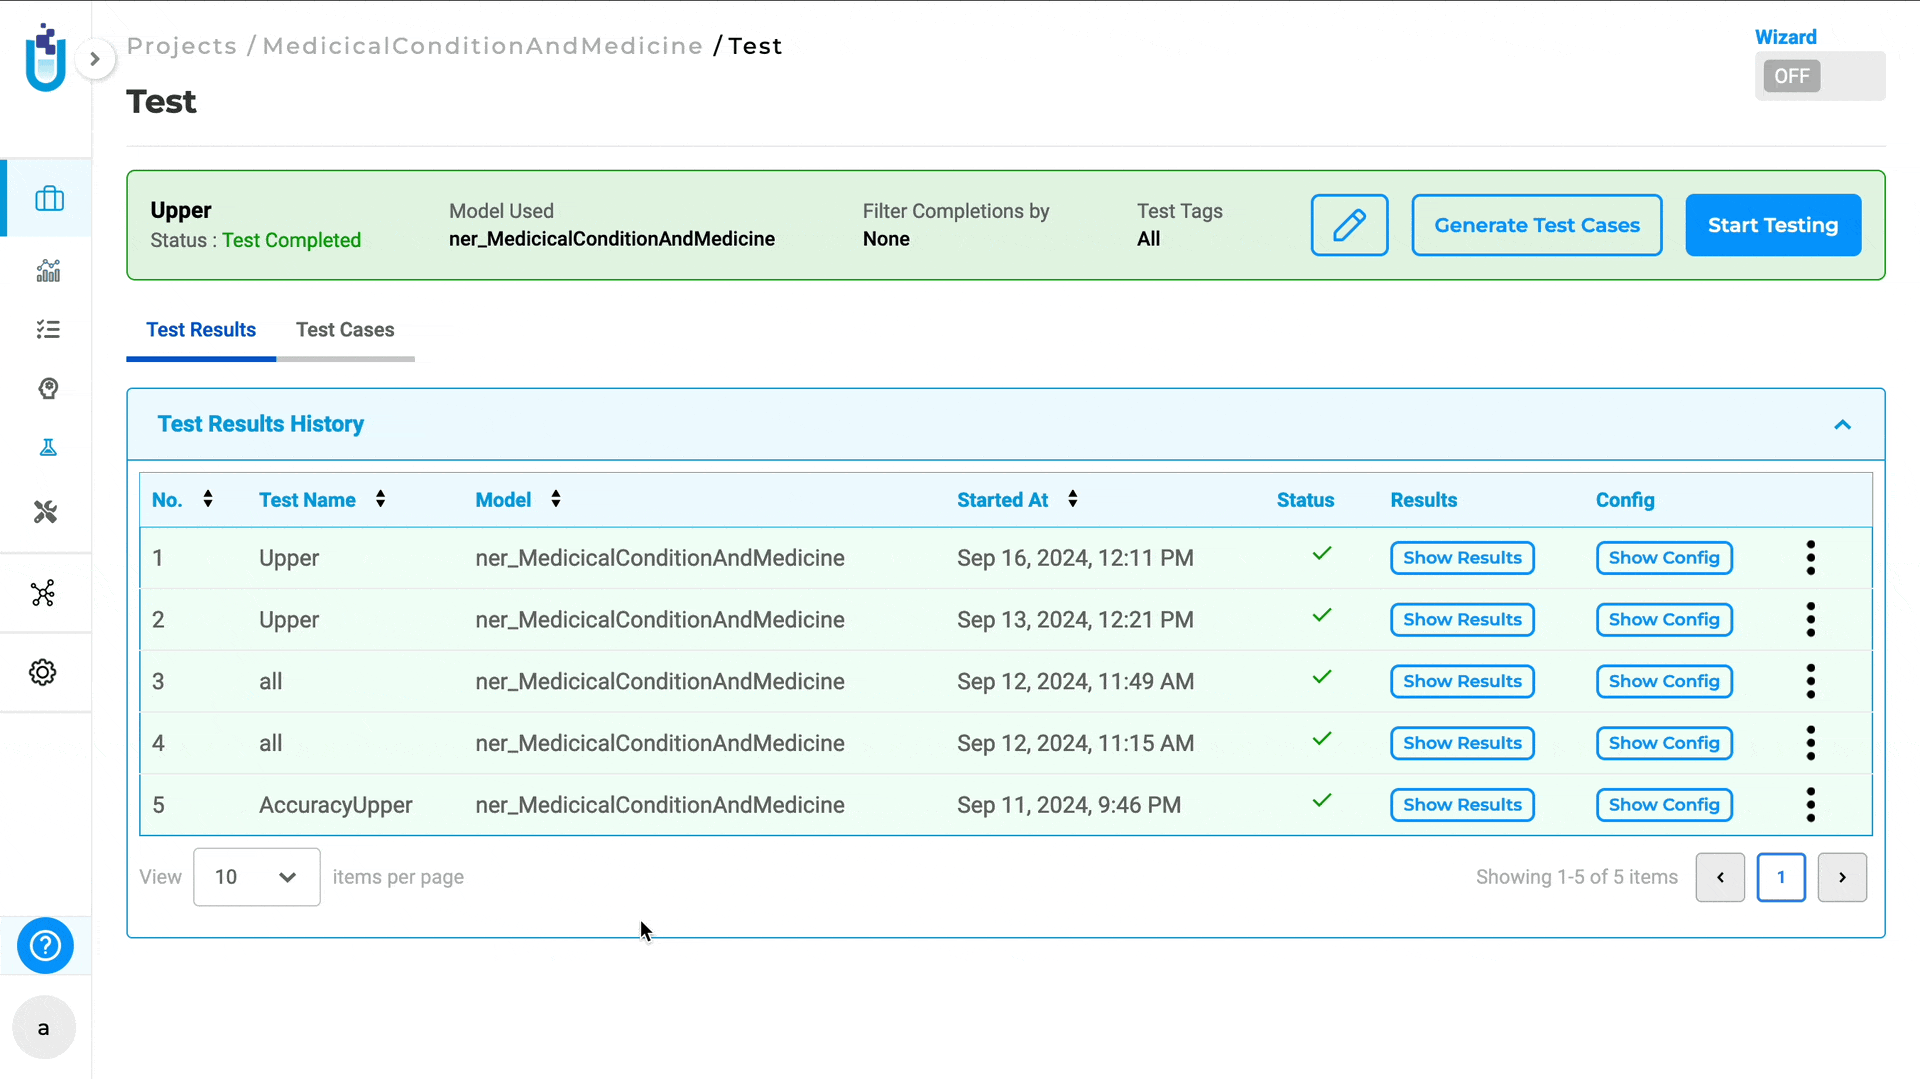 Projects / MedicicalConditionAndMedicine / Test
Wizard
OFF
Test
Upper
Status : Test Completed
Model Used
ner_MedicicalConditionAndMedicine
Filter Completions by
None
Test Tags
All
Generate Test Cases
Start Testing
Test Results Test Cases
Test Results History
No. Test Name Model Started At Status Results Config
1 Upper ner_MedicicalConditionAndMedicine Sep 16, 2024, 12:11 PM Show Results Show Config
2 Upper ner_MedicicalConditionAndMedicine Sep 13, 2024, 12:21 PM Show Results Show Config
3 all ner_MedicicalConditionAndMedicine Sep 12, 2024, 11:49 AM Show Results Show Config
4 all ner_MedicicalConditionAndMedicine Sep 12, 2024, 11:15 AM Show Results Show Config
5 AccuracyUpper ner_MedicicalConditionAndMedicine Sep 11, 2024, 9:46 PM Show Results Show Config
View 10 items per page Showing 1-5 of 5 items 1
a